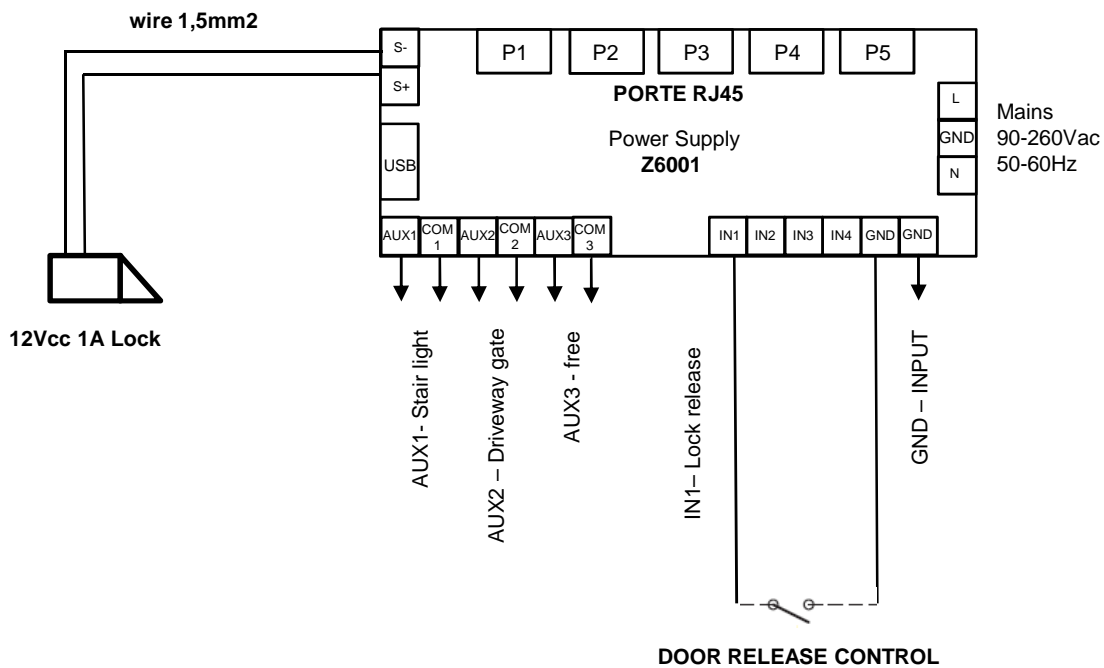 wire 1,5mm2
S-
S+
USB
P1
P2
P3
P4
P5
PORTE RJ45
Power Supply
Z6001
L
GND
N
Mains
90-260Vac
50-60Hz
AUX1
COM
1
AUX2
COM
2
AUX3
COM
3
IN1
IN2
IN3
IN4
GND
GND
12Vcc 1A Lock
AUX1- Stair light
AUX2 – Driveway gate
AUX3 - free
IN1– Lock release
GND – INPUT
DOOR RELEASE CONTROL